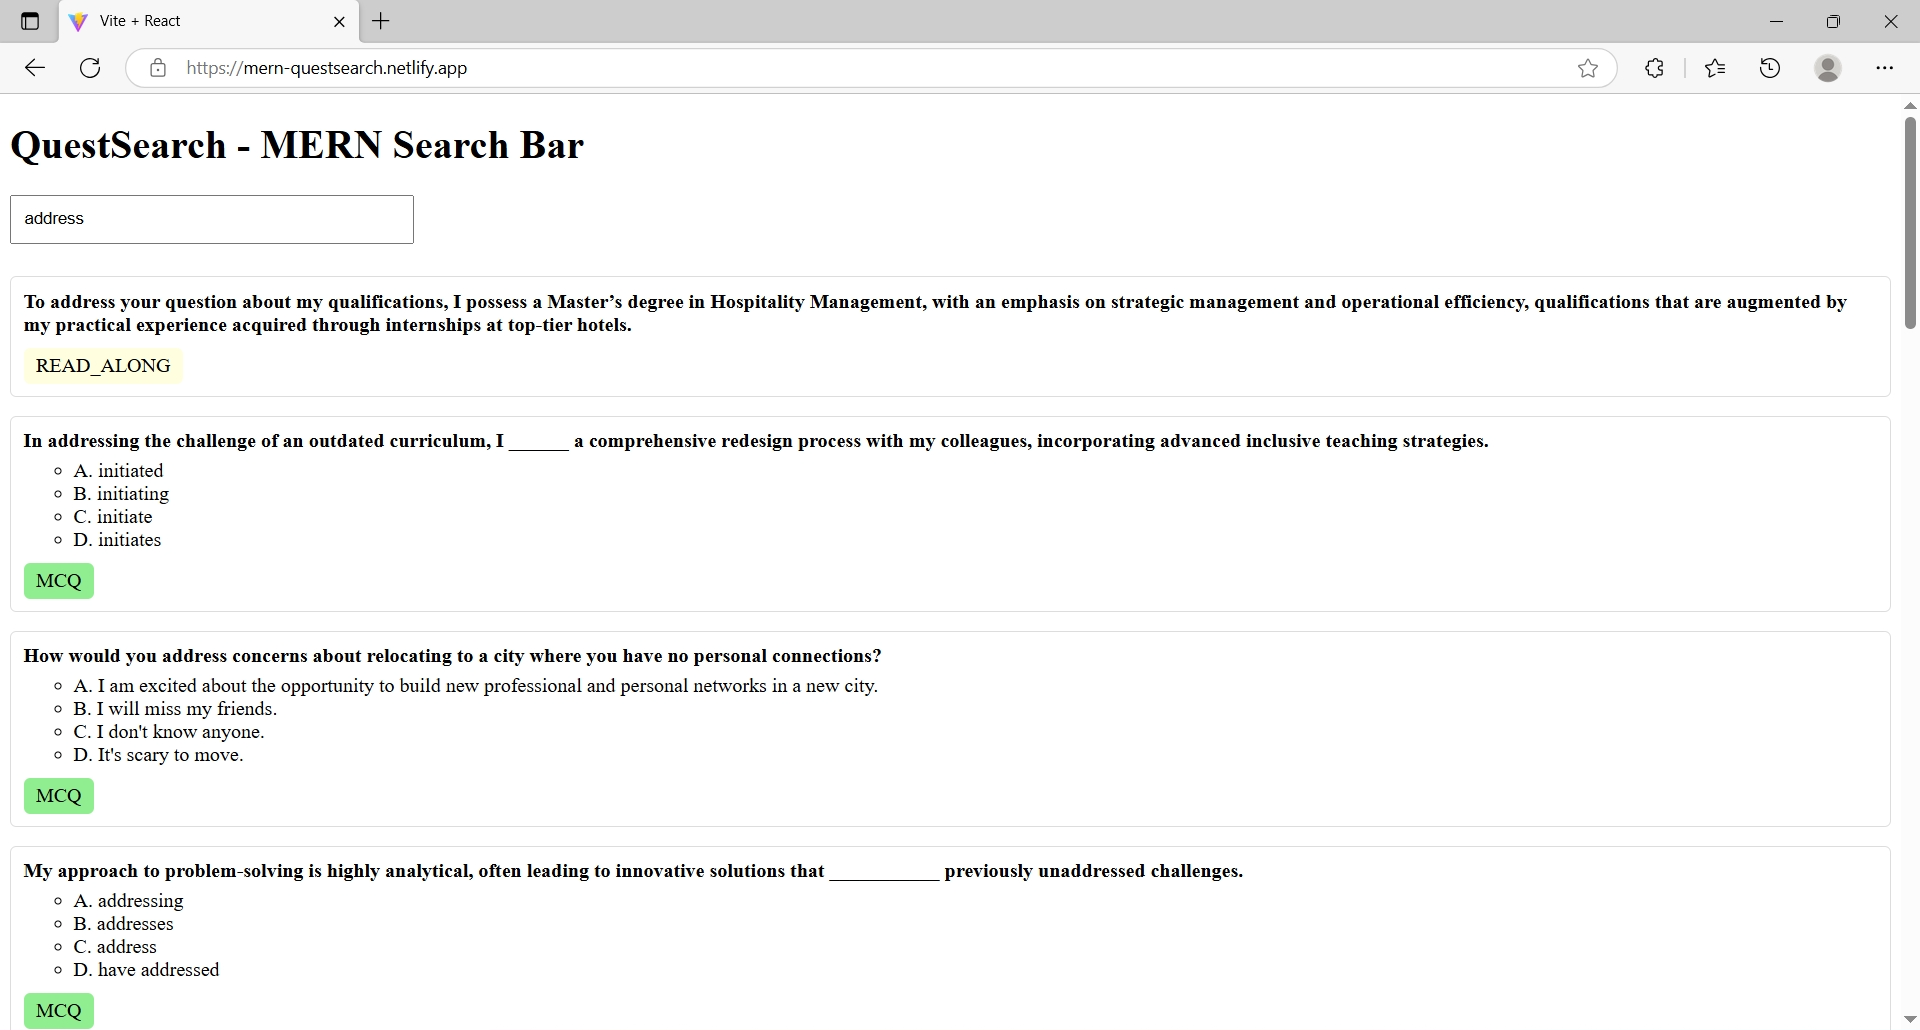 Vite + React
https://mern-questsearch.netlify.app
QuestSearch - MERN Search Bar
address
To address your question about my qualifications, I possess a Master’s degree in Hospitality Management, with an emphasis on strategic management and operational efficiency, qualifications that are augmented by
my practical experience acquired through internships at top-tier hotels.
READ_ALONG
In addressing the challenge of an outdated curriculum, I ______ a comprehensive redesign process with my colleagues, incorporating advanced inclusive teaching strategies.
A. initiated
B. initiating
C. initiate
D. initiates
MCQ
How would you address concerns about relocating to a city where you have no personal connections?
A. I am excited about the opportunity to build new professional and personal networks in a new city.
B. I will miss my friends.
C. I don't know anyone.
D. It's scary to move.
MCQ
My approach to problem-solving is highly analytical, often leading to innovative solutions that ___________ previously unaddressed challenges.
A. addressing
B. addresses
C. address
D. have addressed
MCQ